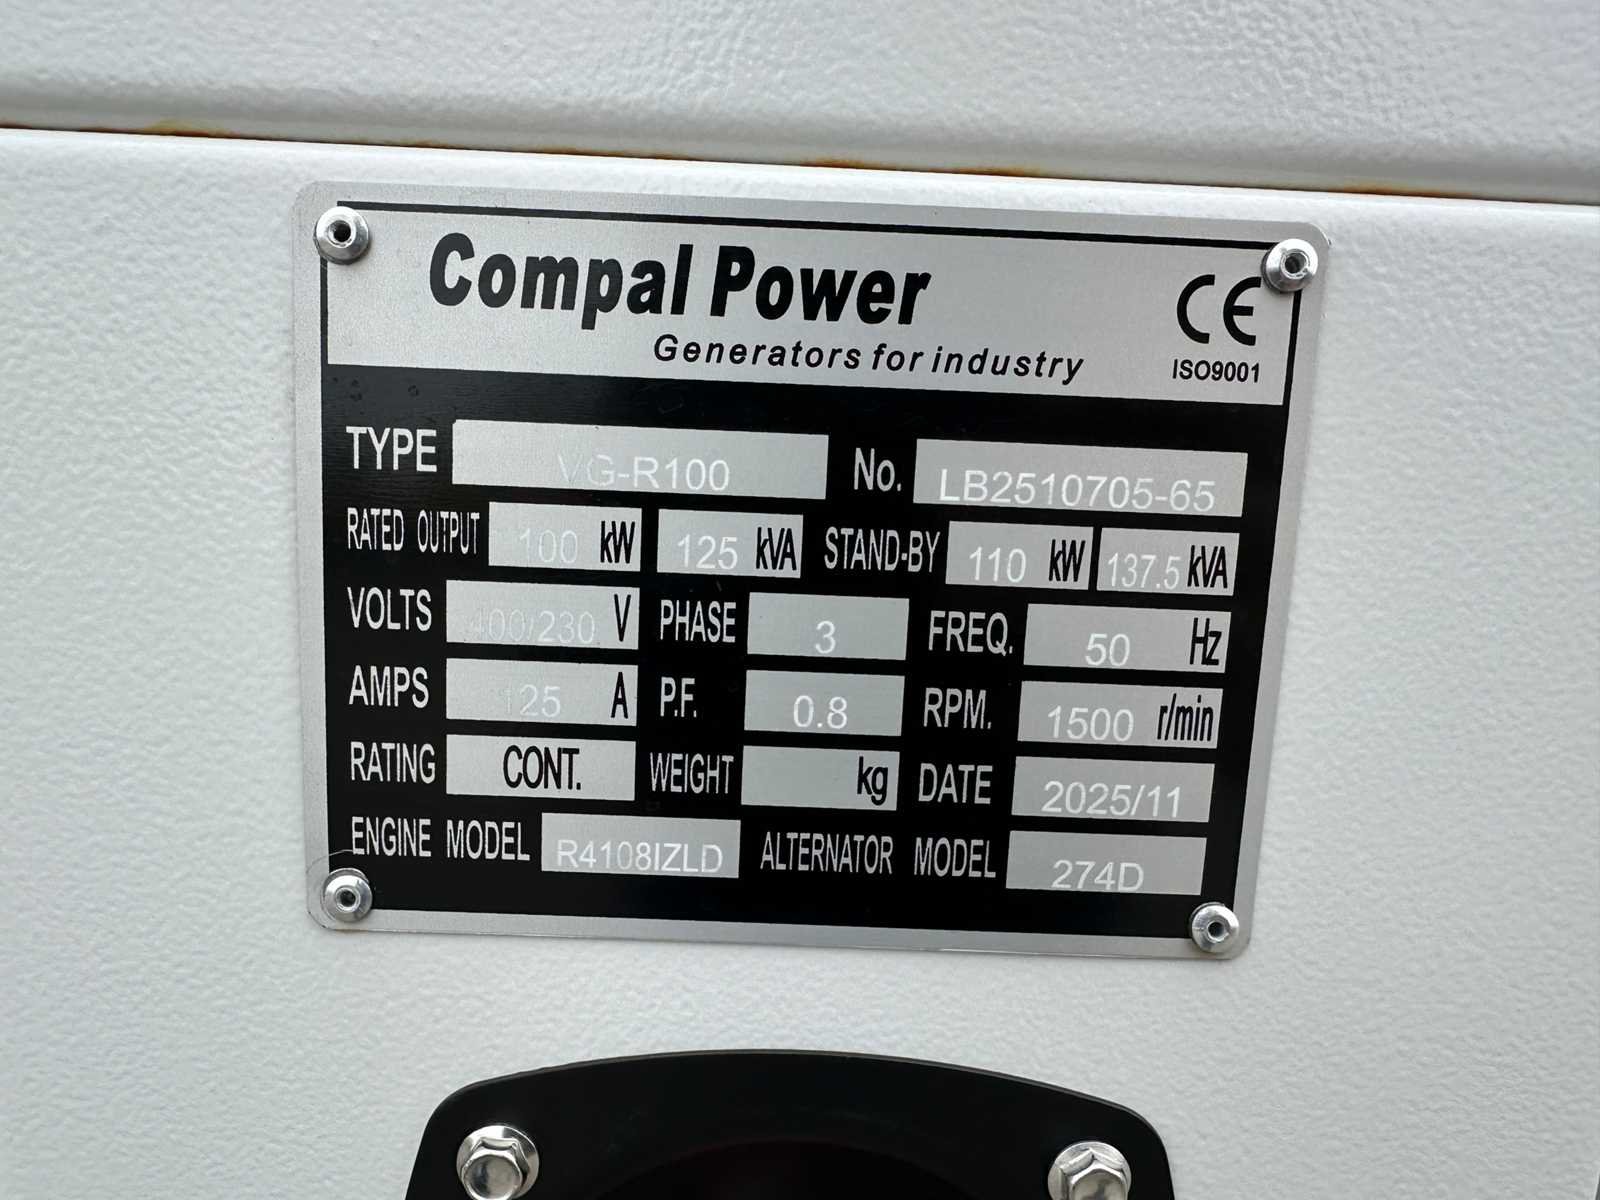 Compal Power
Generators for industry
CE
ISO9001
TYPE VG-R100 No. LB2510705-65
RATED OUTPUT 100 kW 125 kVA STAND-BY 110 kW 137.5 kVA
VOLTS 400/230 V PHASE 3 FREQ. 50 Hz
AMPS 125 A P.F. 0.8 RPM. 1500 r/min
RATING CONT. WEIGHT kg DATE 2025/11
ENGINE MODEL R4108IZLD ALTERNATOR MODEL 274D